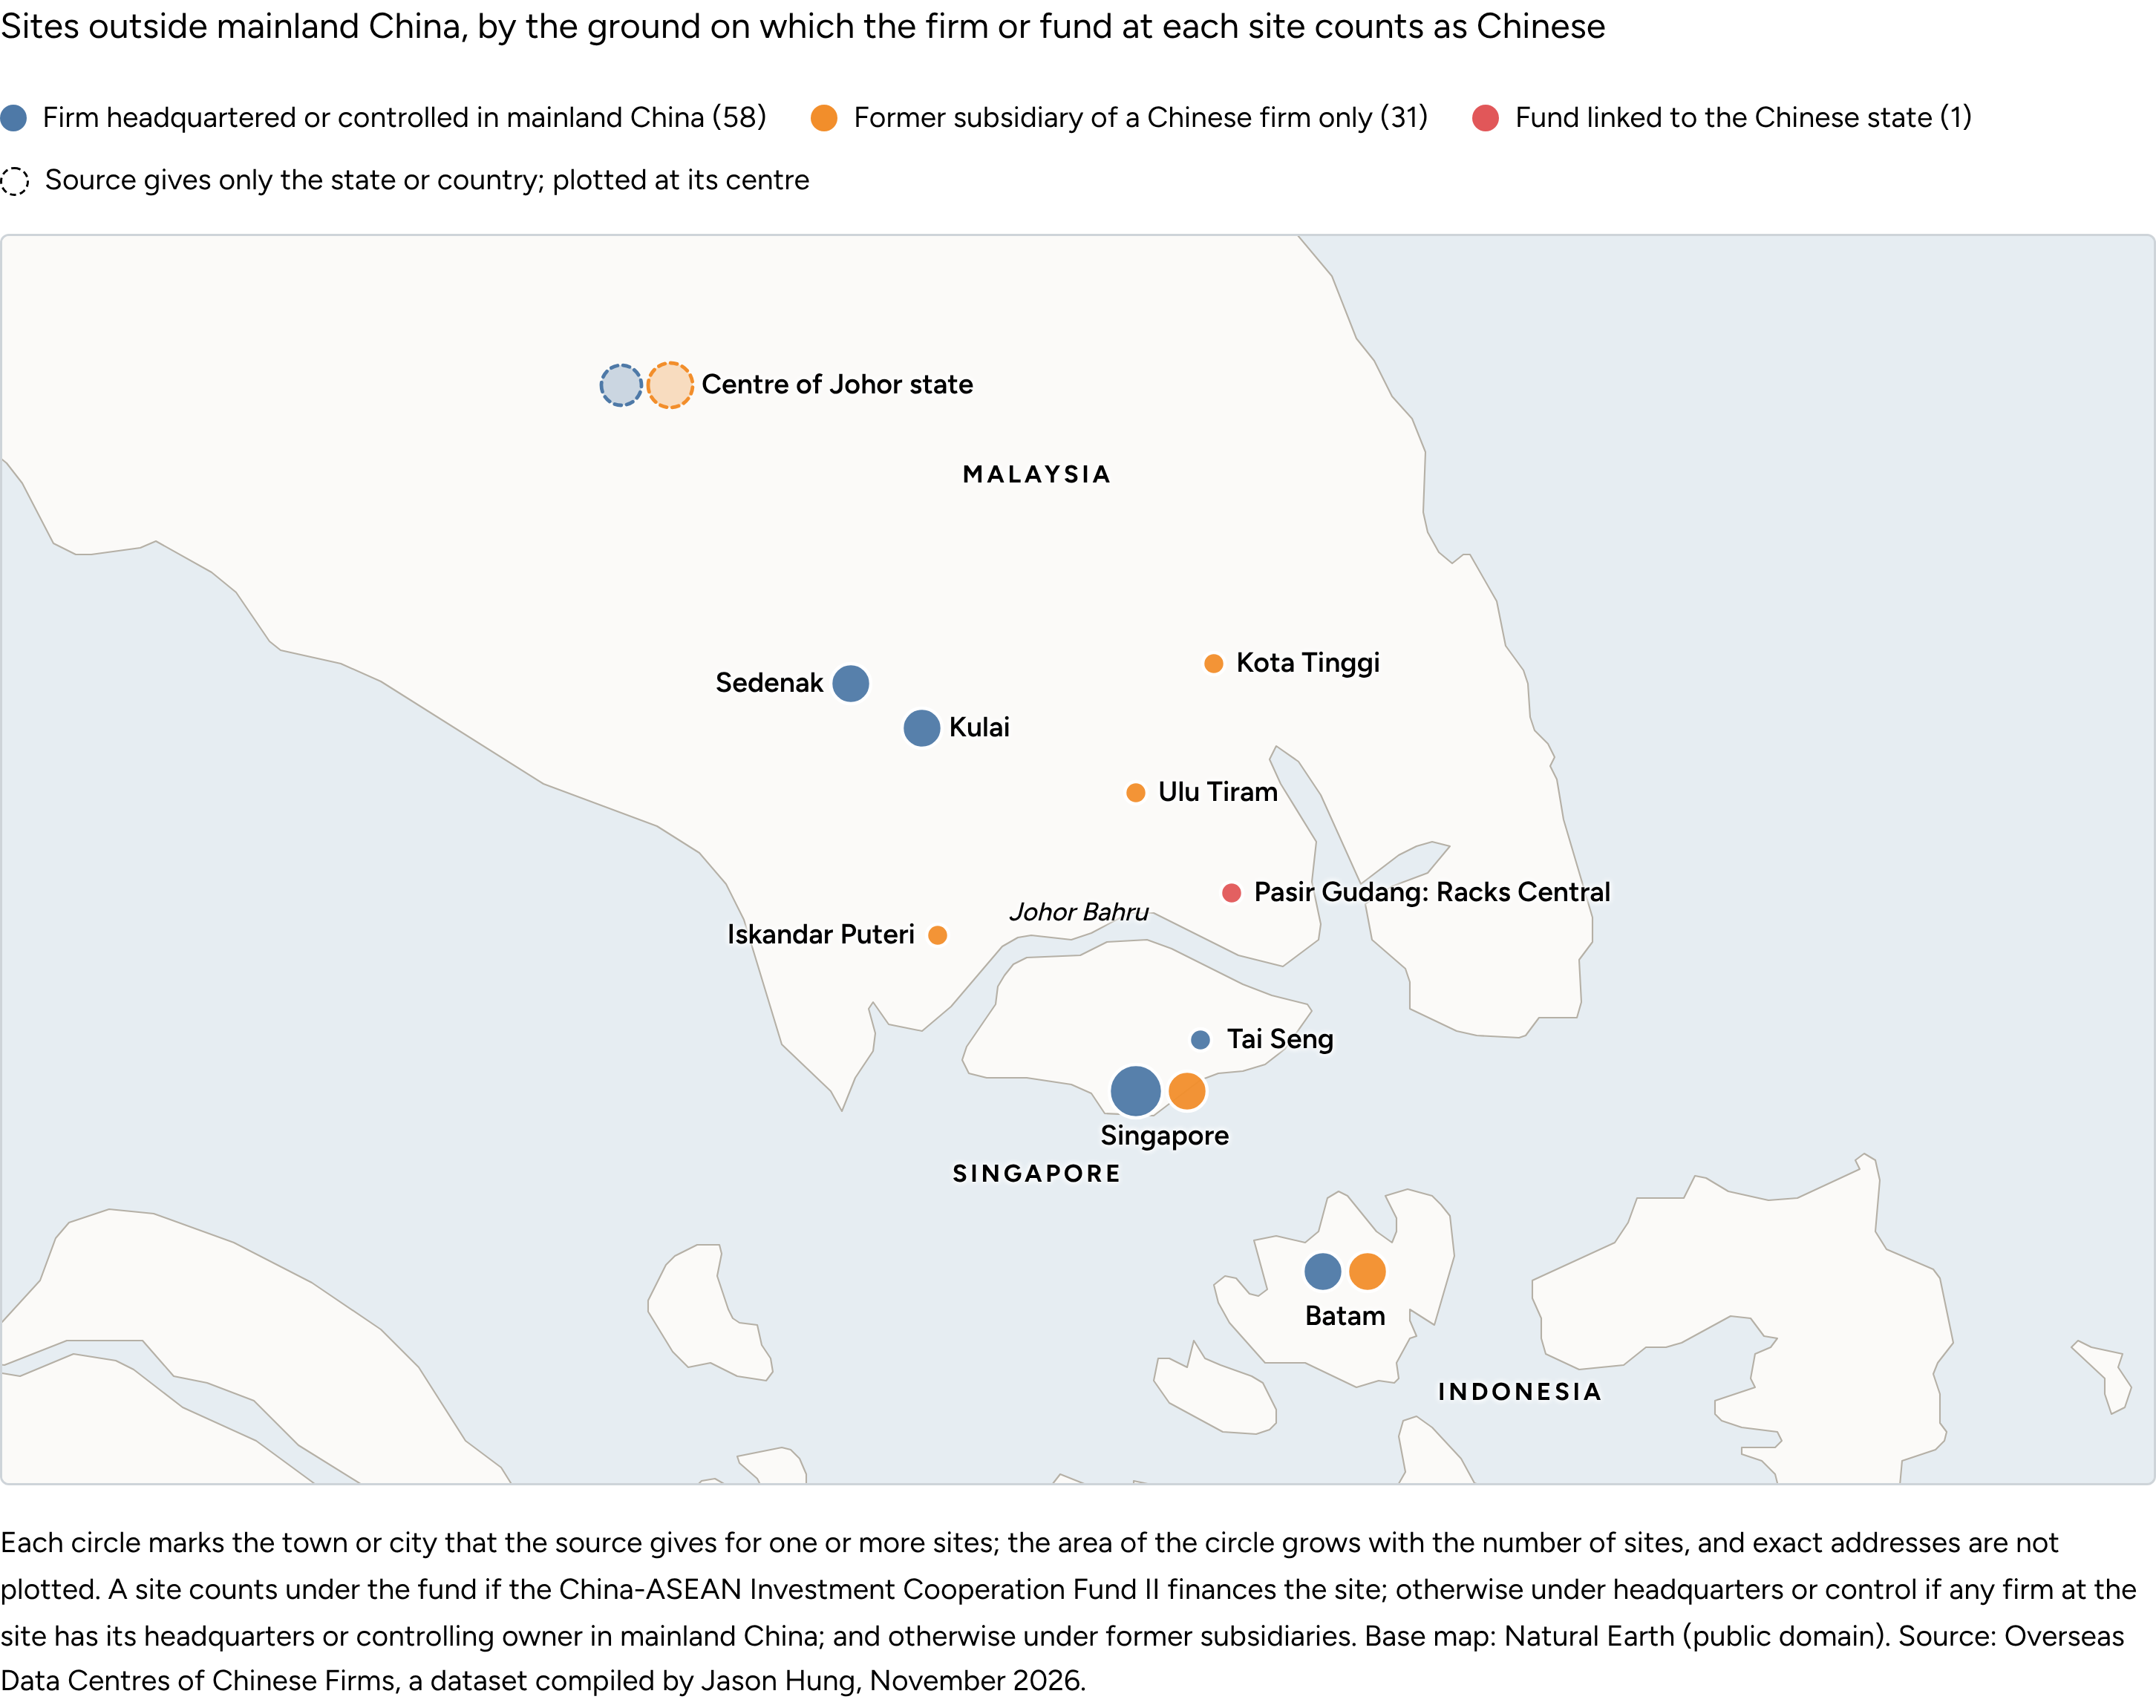 Sites outside mainland China, by the ground on which the firm or fund at each site counts as Chinese
Firm headquartered or controlled in mainland China (58)
Former subsidiary of a Chinese firm only (31)
Fund linked to the Chinese state (1)
Source gives only the state or country; plotted at its centre
Centre of Johor state
MALAYSIA
Kota Tinggi
Sedenak
Kulai
Ulu Tiram
Pasir Gudang: Racks Central
Johor Bahru
Iskandar Puteri
Tai Seng
Singapore
SINGAPORE
Batam
INDONESIA
Each circle marks the town or city that the source gives for one or more sites; the area of the circle grows with the number of sites, and exact addresses are not
plotted. A site counts under the fund if the China-ASEAN Investment Cooperation Fund II finances the site; otherwise under headquarters or control if any firm at the
site has its headquarters or controlling owner in mainland China; and otherwise under former subsidiaries. Base map: Natural Earth (public domain). Source: Overseas
Data Centres of Chinese Firms, a dataset compiled by Jason Hung, November 2026.